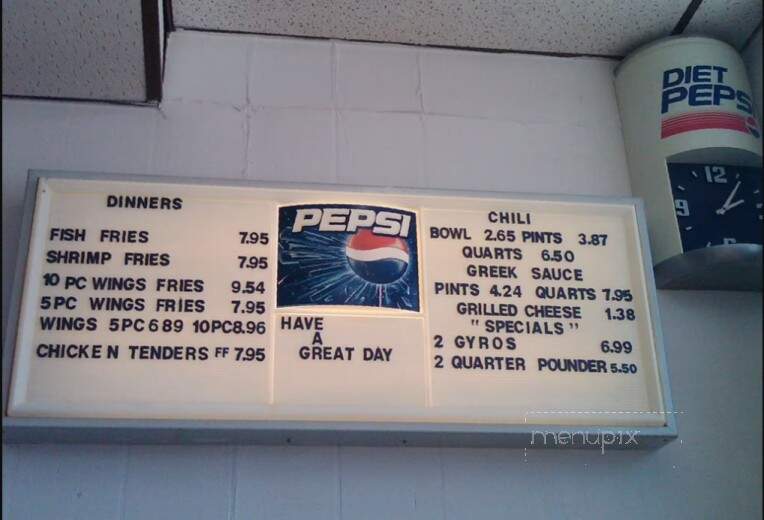 DINNERS
FISH FRIES 7.95
SHRIMP FRIES 7.95
10 PC WINGS FRIES 9.54
5 PC WINGS FRIES 7.95
WINGS 5PC 6 89 10PC 8.96
CHICKEN TENDERS FF 7.95
PEPSI
HAVE
A
GREAT DAY
CHILI
BOWL 2.65 PINTS 3.87
QUARTS 6.50
GREEK SAUCE
PINTS 4.24 QUARTS 7.95
GRILLED CHEESE 1.38
"SPECIALS"
2 GYROS 6.99
2 QUARTER POUNDER 5.50
DIET
PEPSI
12
9
6
menupix